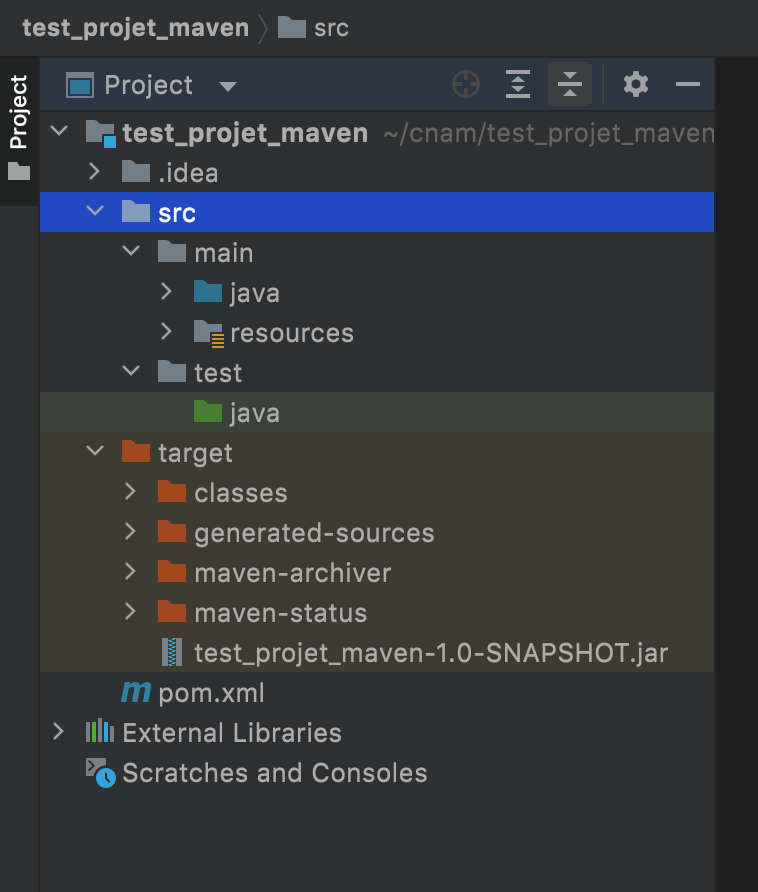 test_projet_maven src
Project
Project
test_projet_maven ~/cnam/test_projet_maven
.idea
src
main
java
resources
test
java
target
classes
generated-sources
maven-archiver
maven-status
test_projet_maven-1.0-SNAPSHOT.jar
m pom.xml
External Libraries
Scratches and Consoles